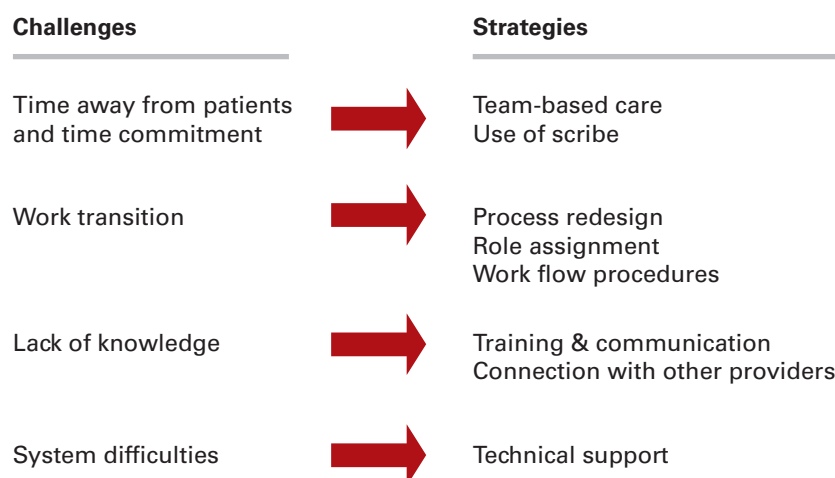 Challenges
Strategies
Time away from patients
and time commitment
Team-based care
Use of scribe
Work transition
Process redesign
Role assignment
Work flow procedures
Lack of knowledge
Training & communication
Connection with other providers
System difficulties
Technical support